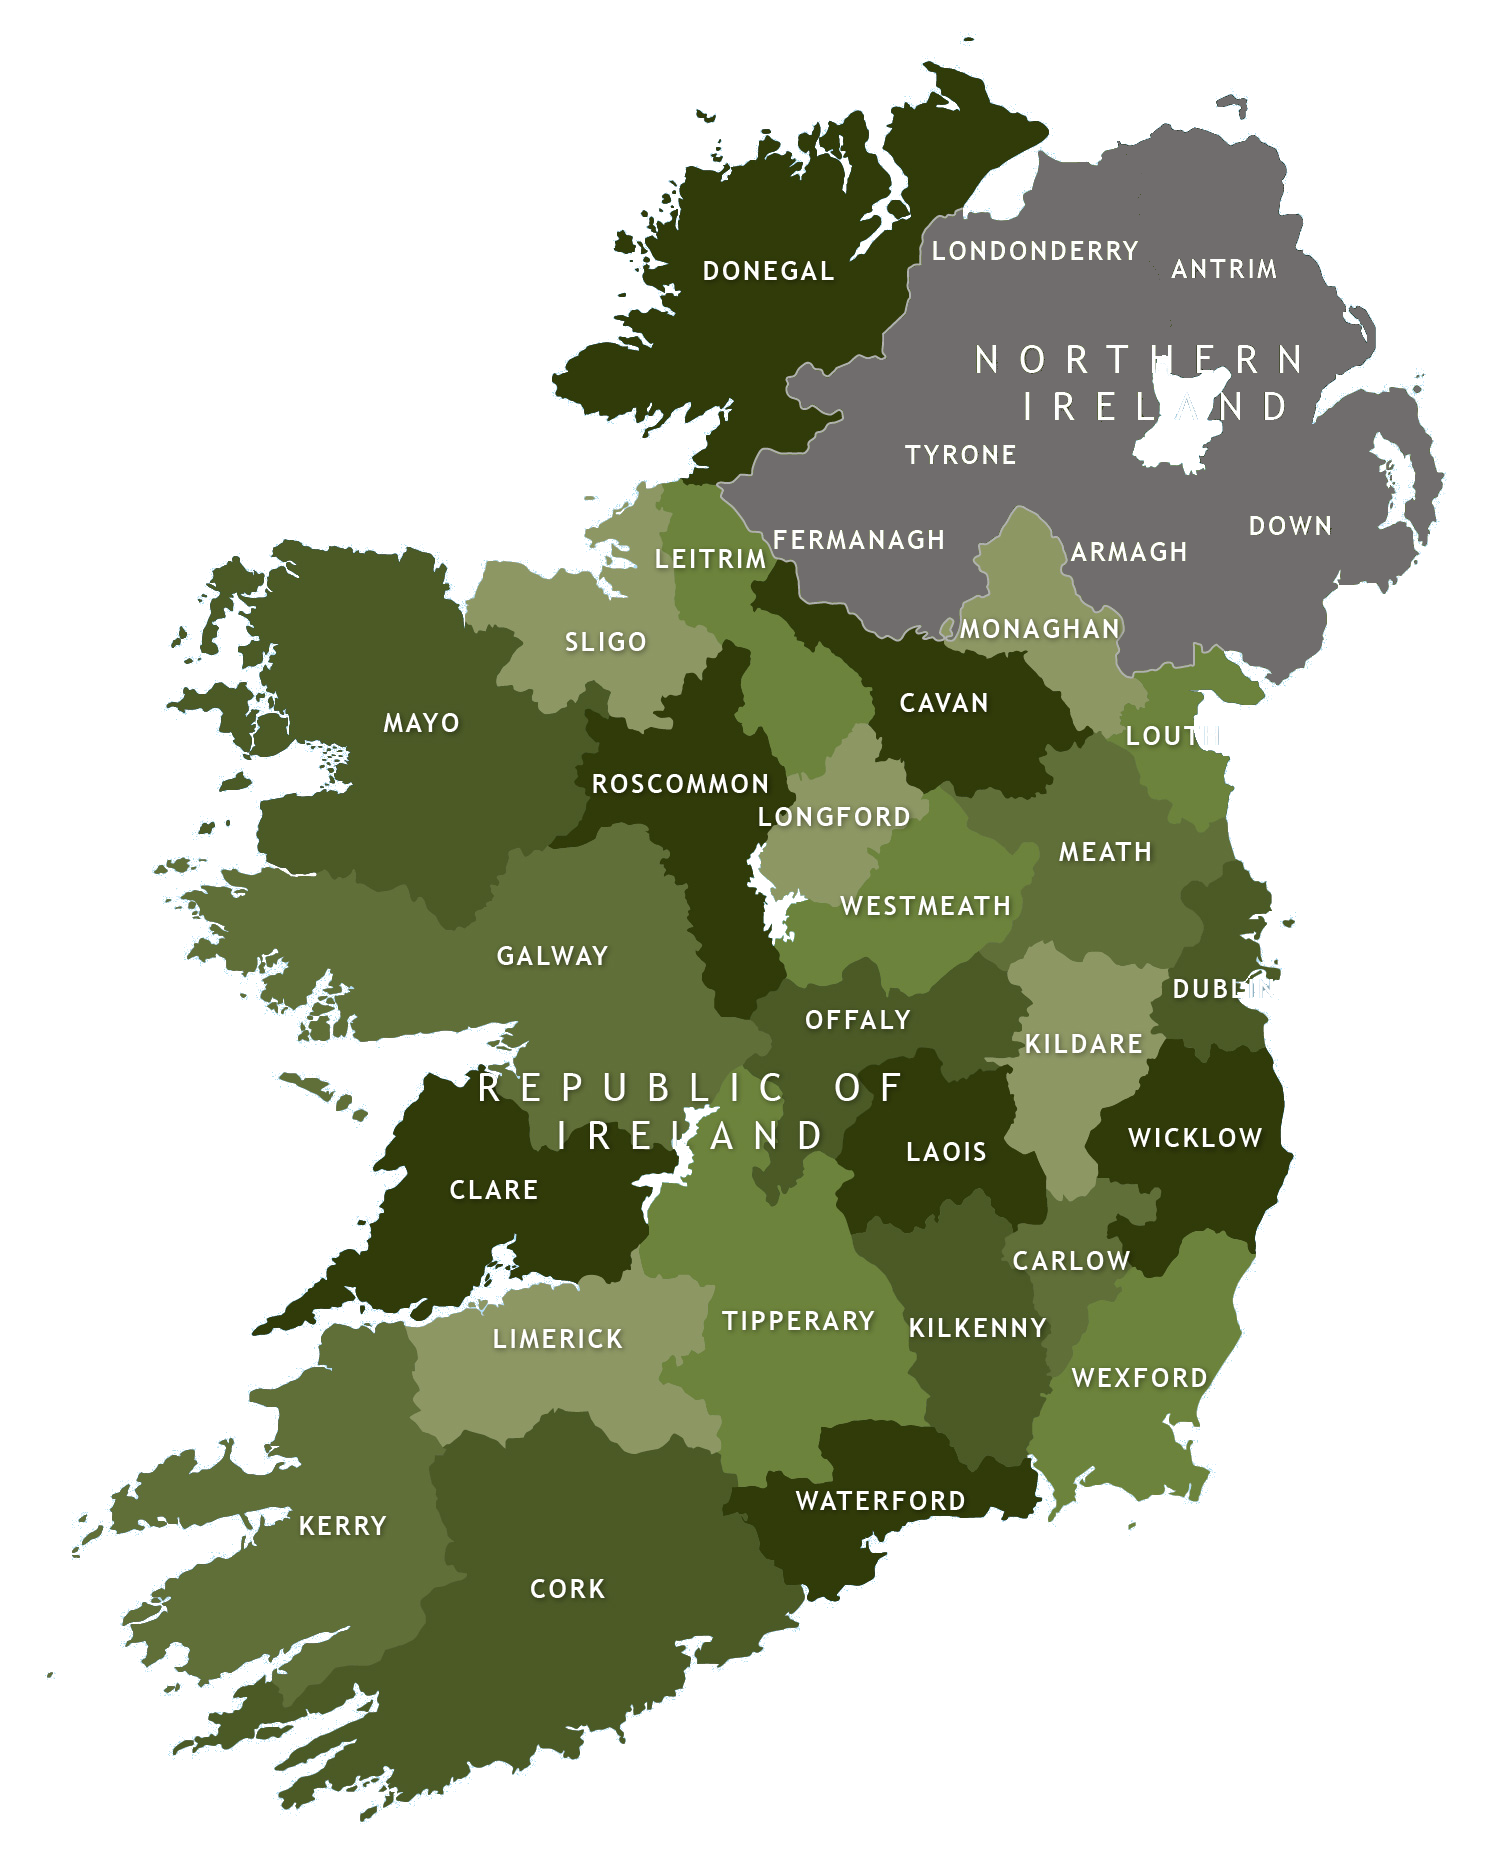 LONDONDERRY
ANTRIM
DONEGAL
NORTHERN
IRELAND
TYRONE
DOWN
FERMANAGH
ARMAGH
LEITRIM
MONAGHAN
SLIGO
CAVAN
MAYO
LOUTH
ROSCOMMON
LONGFORD
MEATH
WESTMEATH
GALWAY
DUBLIN
OFFALY
KILDARE
REPUBLIC OF
IRELAND
WICKLOW
LAOIS
CLARE
CARLOW
TIPPERARY
KILKENNY
LIMERICK
WEXFORD
WATERFORD
KERRY
CORK